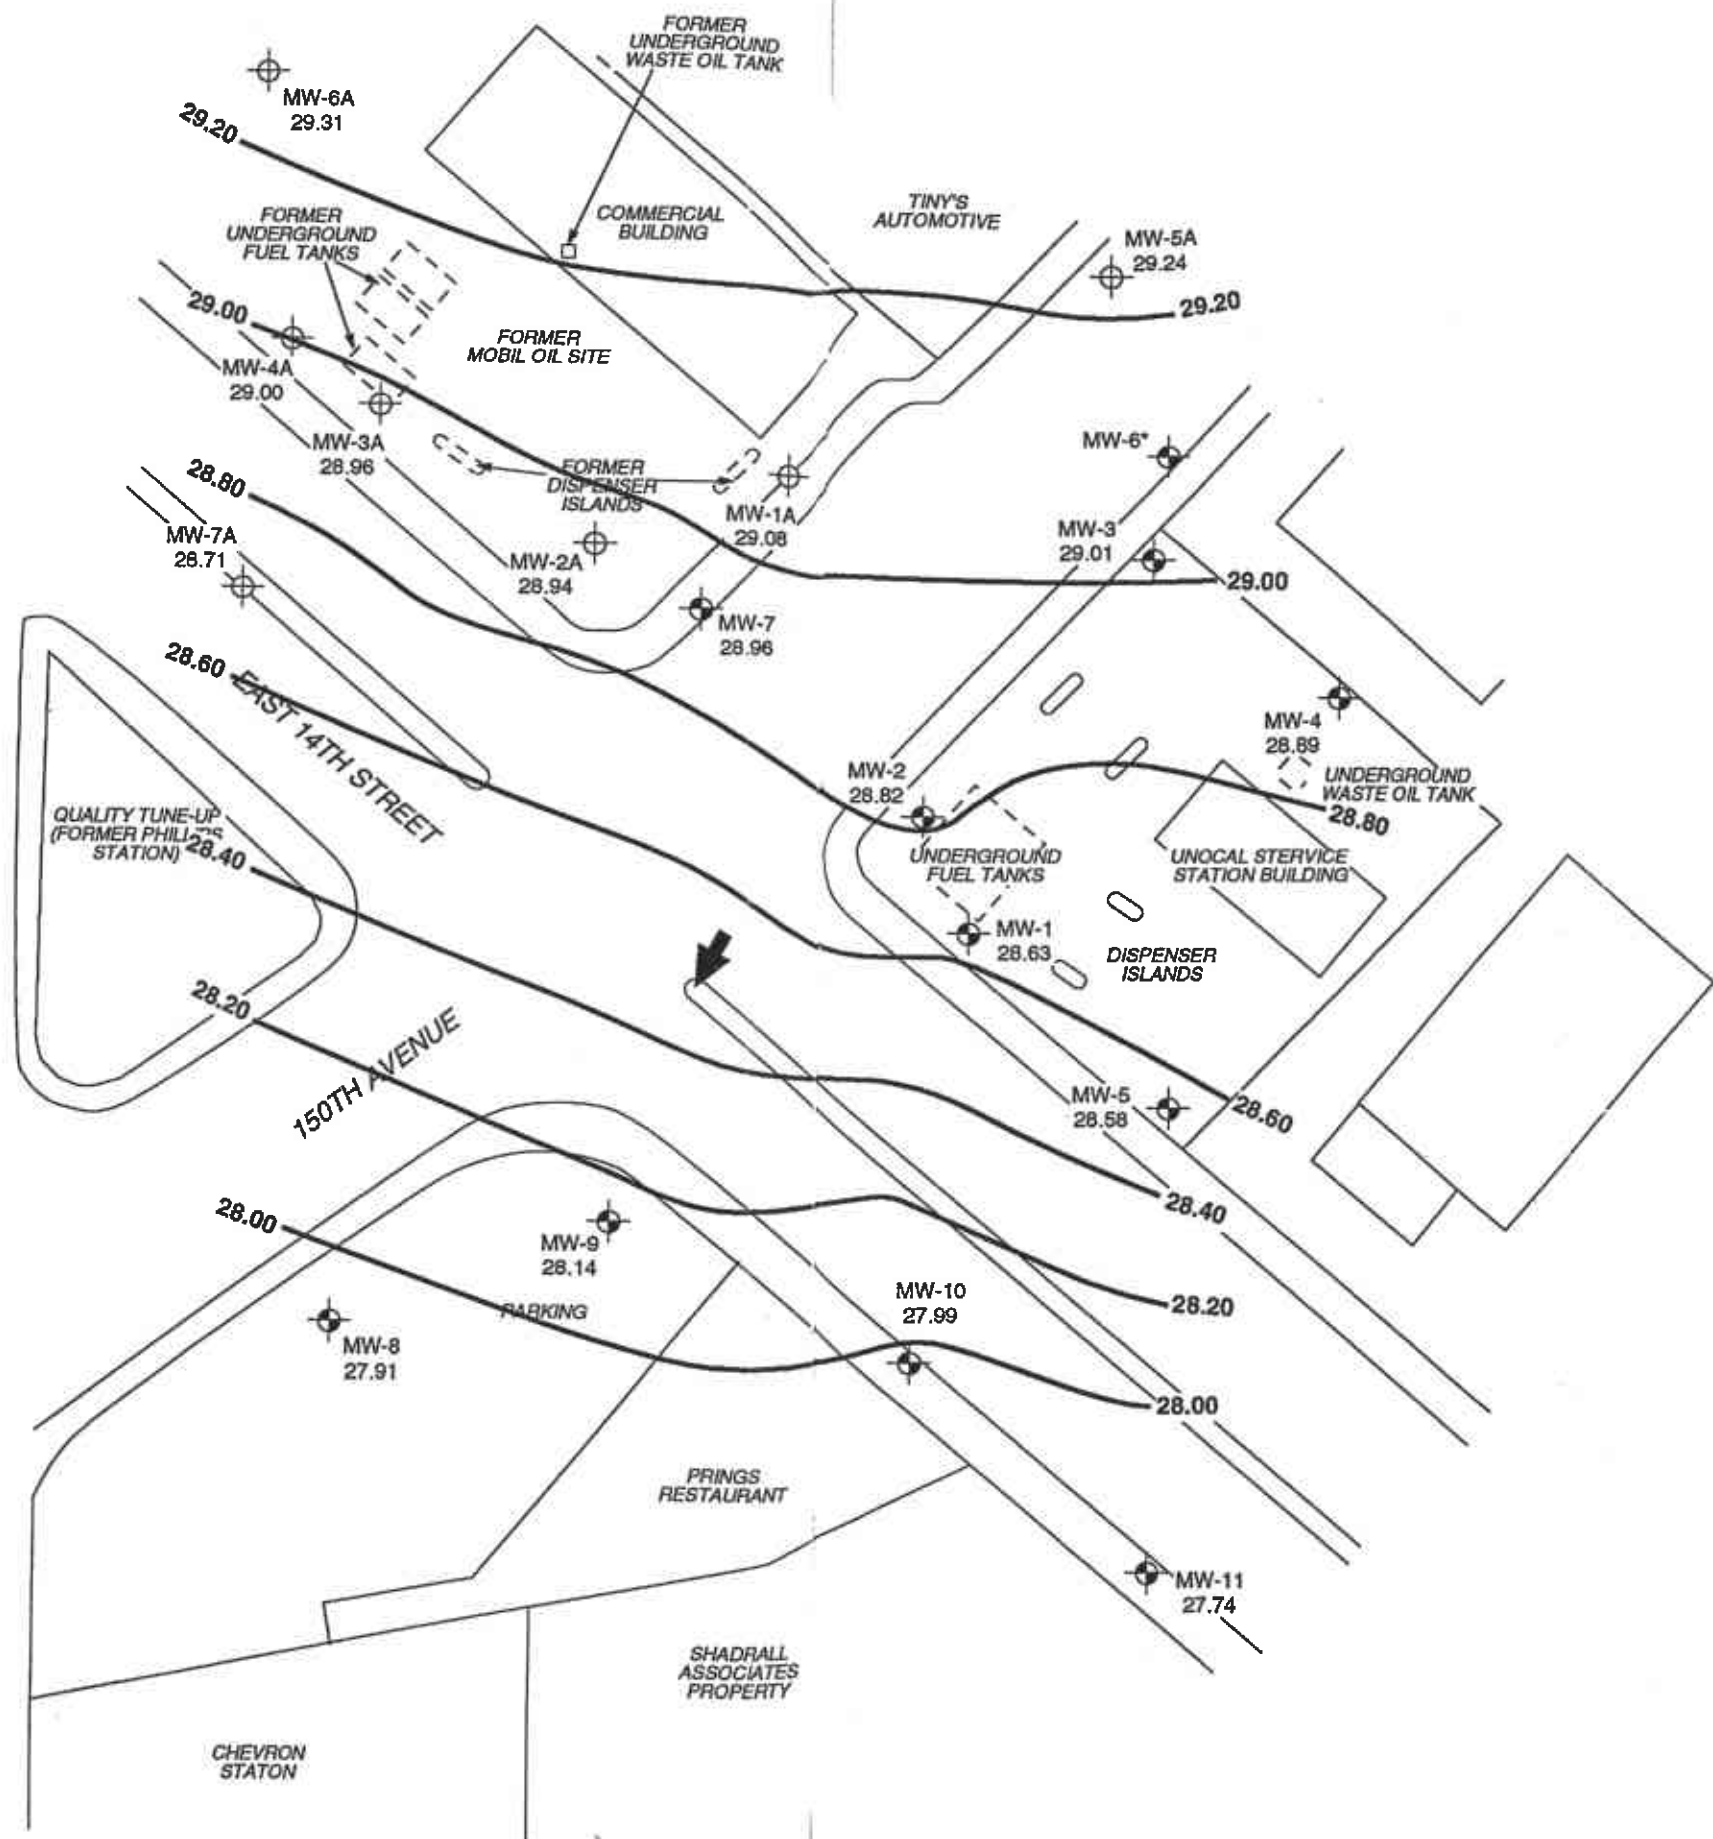 FORMER
UNDERGROUND
WASTE OIL TANK
MW-6A
29.31
29.20
TINY'S
AUTOMOTIVE
COMMERCIAL
BUILDING
FORMER
UNDERGROUND
FUEL TANKS
MW-5A
29.24
29.20
29.00
FORMER
MOBIL OIL SITE
MW-4A
29.00
MW-3A
28.96
MW-6*
FORMER
DISPENSER
ISLANDS
28.80
MW-7A
28.71
MW-1A
29.08
MW-3
29.01
MW-2A
28.94
29.00
MW-7
28.96
28.60
EAST 14TH STREET
MW-4
28.89
MW-2
28.82
UNDERGROUND
WASTE OIL TANK
28.80
QUALITY TUNE-UP
(FORMER PHILLIPS
STATION)
28.40
UNDERGROUND
FUEL TANKS
UNOCAL STERVICE
STATION BUILDING
MW-1
28.63
DISPENSER
ISLANDS
28.20
150TH AVENUE
MW-5
28.58
28.60
28.40
28.00
MW-9
28.14
PARKING
MW-10
27.99
28.20
MW-8
27.91
28.00
PRINGS
RESTAURANT
MW-11
27.74
SHADRALL
ASSOCIATES
PROPERTY
CHEVRON
STATON